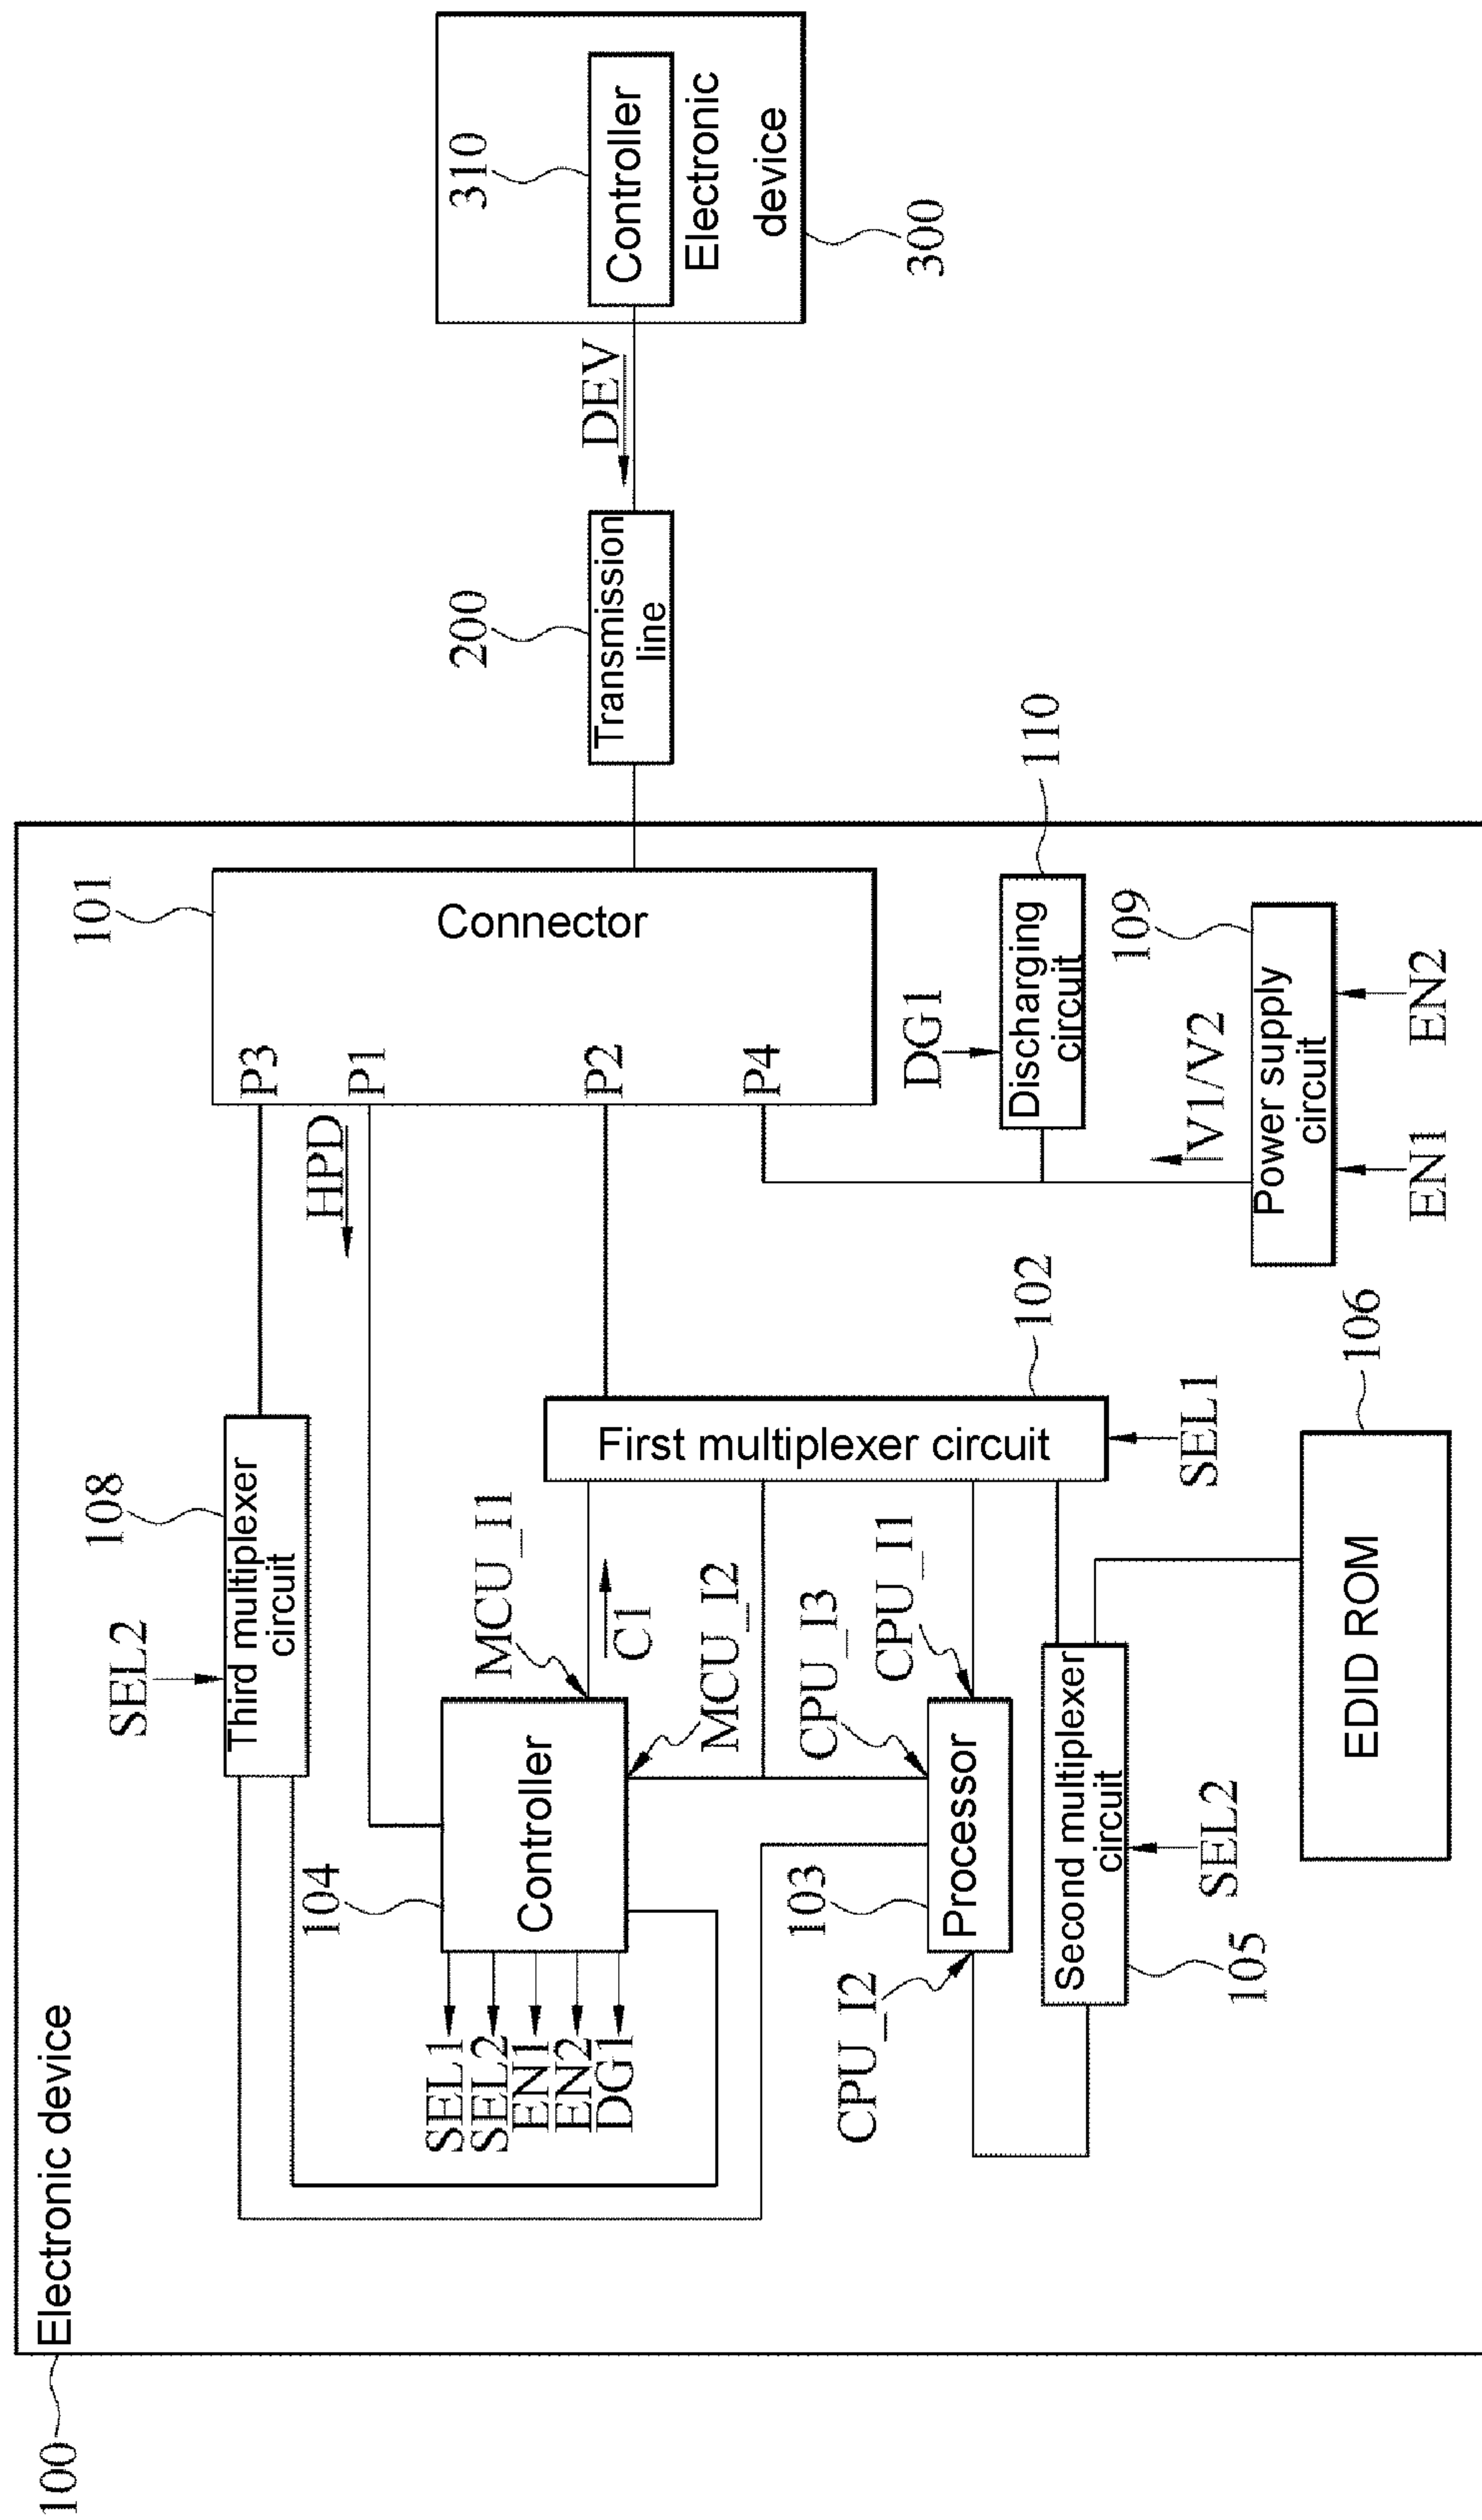 100
Electronic device
SEL2
108
Third multiplexer
circuit
HPD
P3
P1
P2
P4
101
Connector
200
Transmission
line
DEV
310
Controller
Electronic
device
300
104
Controller
SEL1
SEL2
EN1
EN2
DG1
MCU_I1
C1
MCU_I2
First multiplexer circuit
102
SEL1
CPU_I3
CPU_I1
103
Processor
CPU_I2
Second multiplexer
circuit
SEL2
105
EDID ROM
106
DG1
Discharging
circuit
110
V1/V2
109
Power supply
circuit
EN1
EN2